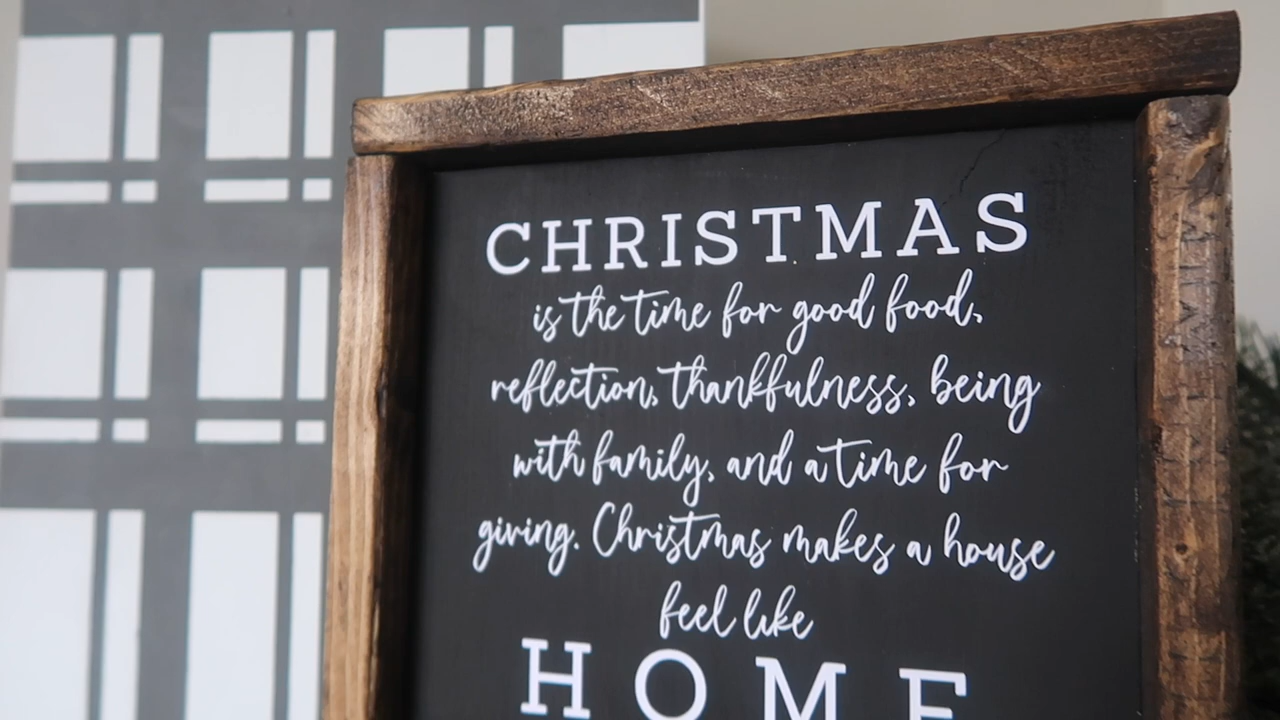 CHRISTMAS
is the time for good food,
reflection, thankfulness, being
with family, and a time for
giving. Christmas makes a house
feel like
HOME